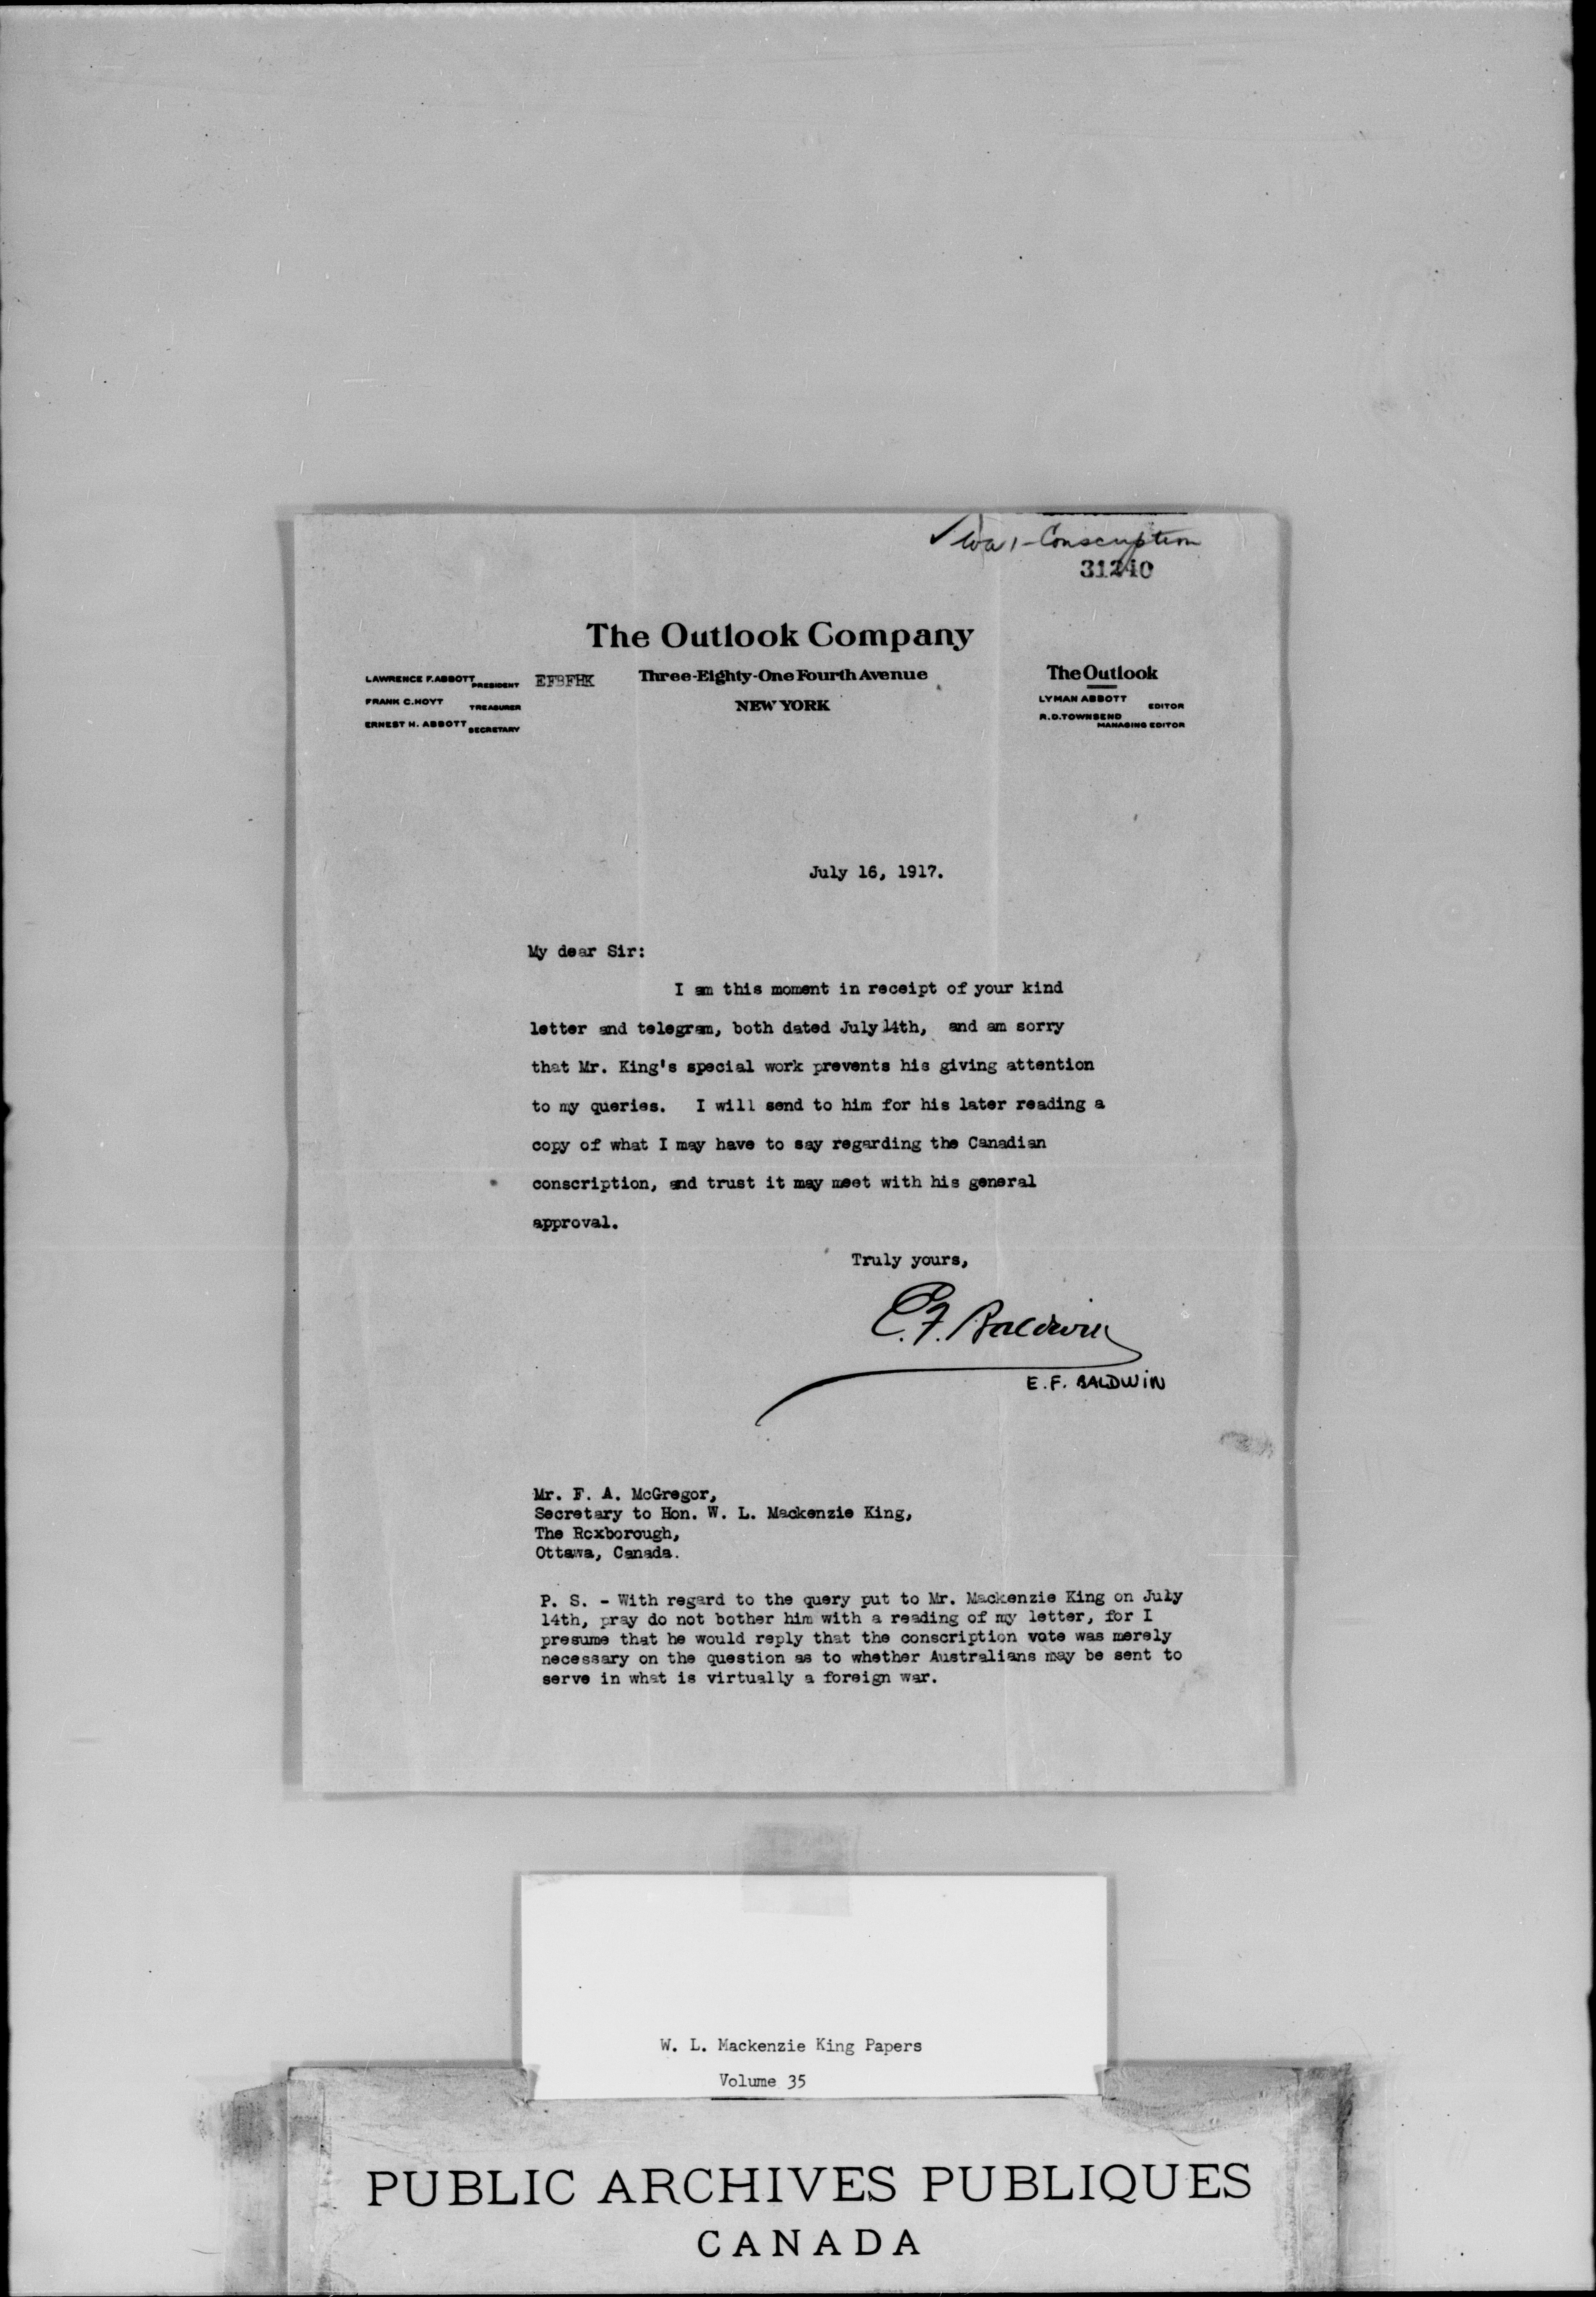 ✓ War - Conscription
31240
The Outlook Company
LAWRENCE F. ABBOTT PRESIDENT
FRANK C. HOYT TREASURER
ERNEST H. ABBOTT SECRETARY
EFBFHK
Three-Eighty-One Fourth Avenue
NEW YORK
The Outlook
LYMAN ABBOTT EDITOR
R. D. TOWNSEND MANAGING EDITOR
July 16, 1917.
My dear Sir:
I am this moment in receipt of your kind
letter and telegram, both dated July 14th, and am sorry
that Mr. King's special work prevents his giving attention
to my queries. I will send to him for his later reading a
copy of what I may have to say regarding the Canadian
conscription, and trust it may meet with his general
approval.
Truly yours,
E. F. Baldwin
E. F. BALDWIN
Mr. F. A. McGregor,
Secretary to Hon. W. L. Mackenzie King,
The Roxborough,
Ottawa, Canada.
P. S. - With regard to the query put to Mr. Mackenzie King on July
14th, pray do not bother him with a reading of my letter, for I
presume that he would reply that the conscription vote was merely
necessary on the question as to whether Australians may be sent to
serve in what is virtually a foreign war.
W. L. Mackenzie King Papers
Volume 35
PUBLIC ARCHIVES PUBLIQUES
CANADA